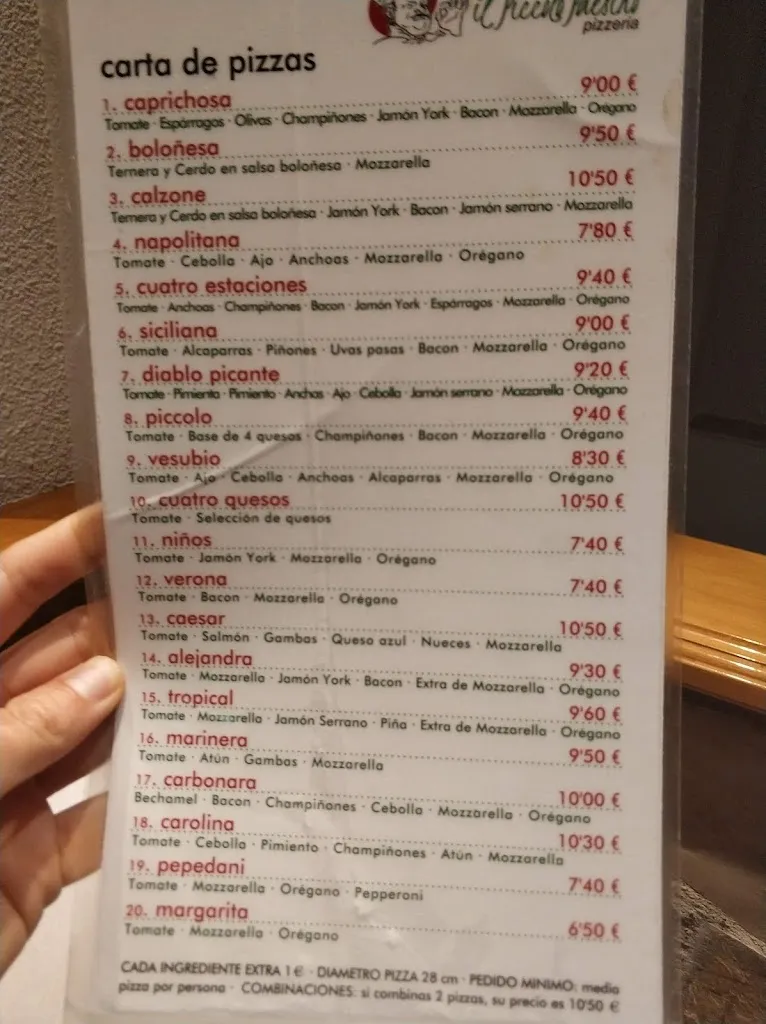 il Piccolo Maestro
pizzeria
carta de pizzas
1. caprichosa 9'00 €
Tomate · Espárragos · Olivas · Champiñones · Jamón York · Bacon · Mozzarella · Orégano
2. boloñesa 9'50 €
Ternera y Cerdo en salsa boloñesa · Mozzarella
3. calzone 10'50 €
Ternera y Cerdo en salsa boloñesa · Jamón York · Bacon · Jamón serrano · Mozzarella
4. napolitana 7'80 €
Tomate · Cebolla · Ajo · Anchoas · Mozzarella · Orégano
5. cuatro estaciones 9'40 €
Tomate · Anchoas · Champiñones · Bacon · Jamón York · Espárragos · Mozzarella · Orégano
6. siciliana 9'00 €
Tomate · Alcaparras · Piñones · Uvas pasas · Bacon · Mozzarella · Orégano
7. diablo picante 9'20 €
Tomate · Pimienta · Pimiento · Anchas · Ajo · Cebolla · Jamón serrano · Mozzarella · Orégano
8. piccolo 9'40 €
Tomate · Base de 4 quesos · Champiñones · Bacon · Mozzarella · Orégano
9. vesubio 8'30 €
Tomate · Ajo · Cebolla · Anchoas · Alcaparras · Mozzarella · Orégano
10. cuatro quesos 10'50 €
Tomate · Selección de quesos
11. niños 7'40 €
Tomate · Jamón York · Mozzarella · Orégano
12. verona 7'40 €
Tomate · Bacon · Mozzarella · Orégano
13. caesar 10'50 €
Tomate · Salmón · Gambas · Queso azul · Nueces · Mozzarella
14. alejandra 9'30 €
Tomate · Mozzarella · Jamón York · Bacon · Extra de Mozzarella · Orégano
15. tropical 9'60 €
Tomate · Mozzarella · Jamón Serrano · Piña · Extra de Mozzarella · Orégano
16. marinera 9'50 €
Tomate · Atún · Gambas · Mozzarella
17. carbonara 10'00 €
Bechamel · Bacon · Champiñones · Cebolla · Mozzarella · Orégano
18. carolina 10'30 €
Tomate · Cebolla · Pimiento · Champiñones · Atún · Mozzarella
19. pepedani 7'40 €
Tomate · Mozzarella · Orégano · Pepperoni
20. margarita 6'50 €
Tomate · Mozzarella · Orégano
CADA INGREDIENTE EXTRA 1 € · DIAMETRO PIZZA 28 cm · PEDIDO MINIMO: media
pizza por persona · COMBINACIONES: si combinas 2 pizzas, su precio es 10'50 €